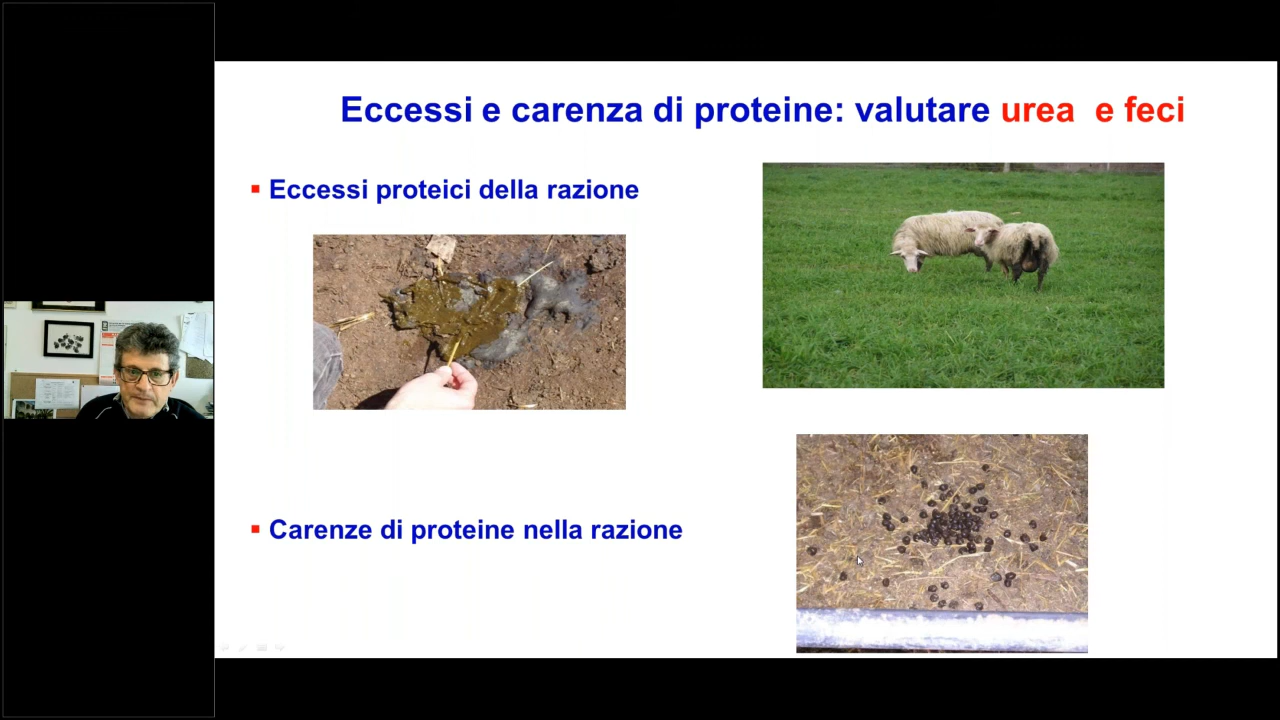 Eccessi e carenza di proteine: valutare urea e feci
Eccessi proteici della razione
Carenze di proteine nella razione